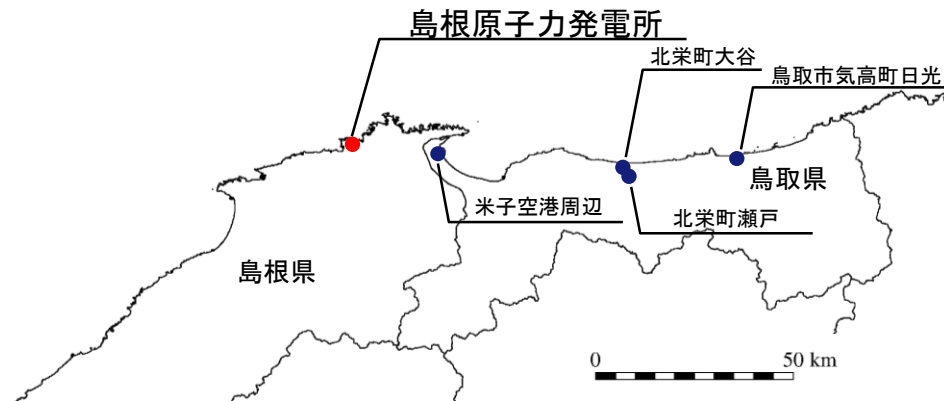 島根原子力発電所
北栄町大谷
鳥取市気高町日光
鳥取県
米子空港周辺
北栄町瀬戸
島根県
0 50 km